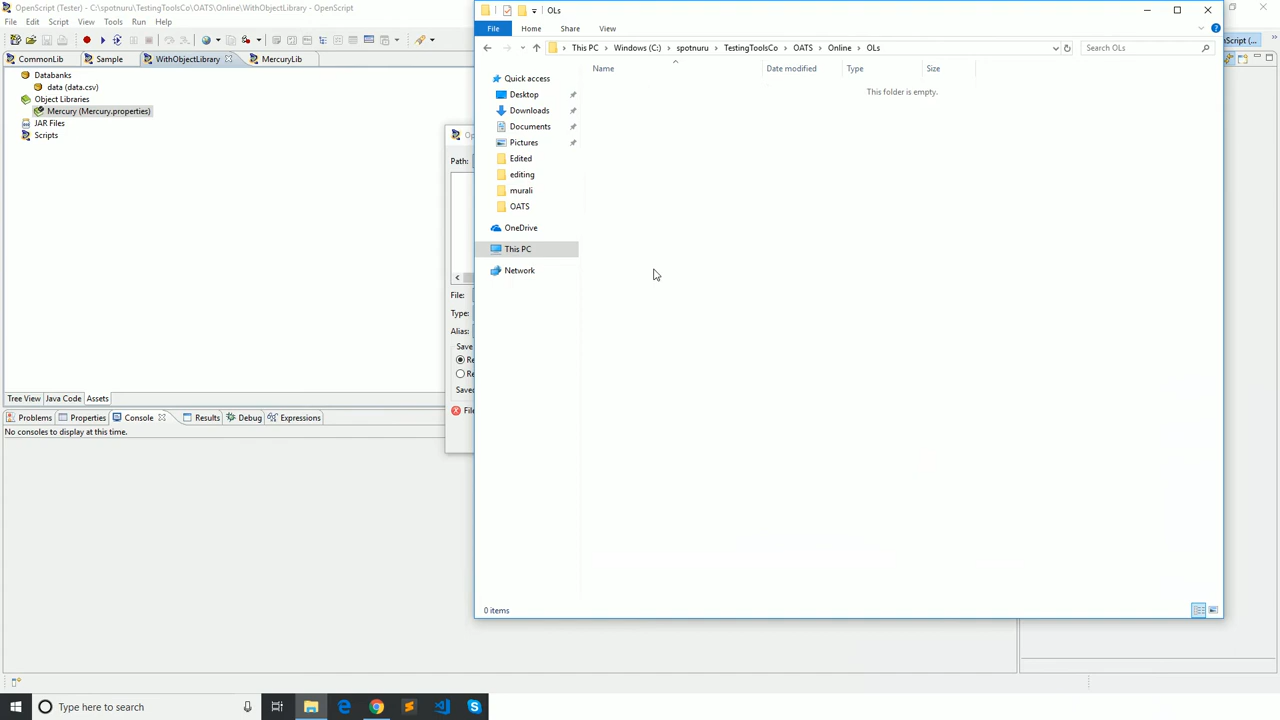 OpenScript (Tester) - C:\spotnuru\TestingToolsCo\OATS\Online\WithObjectLibrary - OpenScript
File Edit Script View Tools Run Help
CommonLib Sample WithObjectLibrary MercuryLib
Databanks
data (data.csv)
Object Libraries
Mercury (Mercury.properties)
JAR Files
Scripts
Tree View Java Code Assets
Problems Properties Console Results Debug Expressions
No consoles to display at this time.
Path:
File:
Type:
Alias:
OLs
File Home Share View
This PC > Windows (C:) > spotnuru > TestingToolsCo > OATS > Online > OLs
Search OLs
Name Date modified Type Size
This folder is empty.
Quick access
Desktop
Downloads
Documents
Pictures
Edited
editing
murali
OATS
OneDrive
This PC
Network
0 items
Type here to search